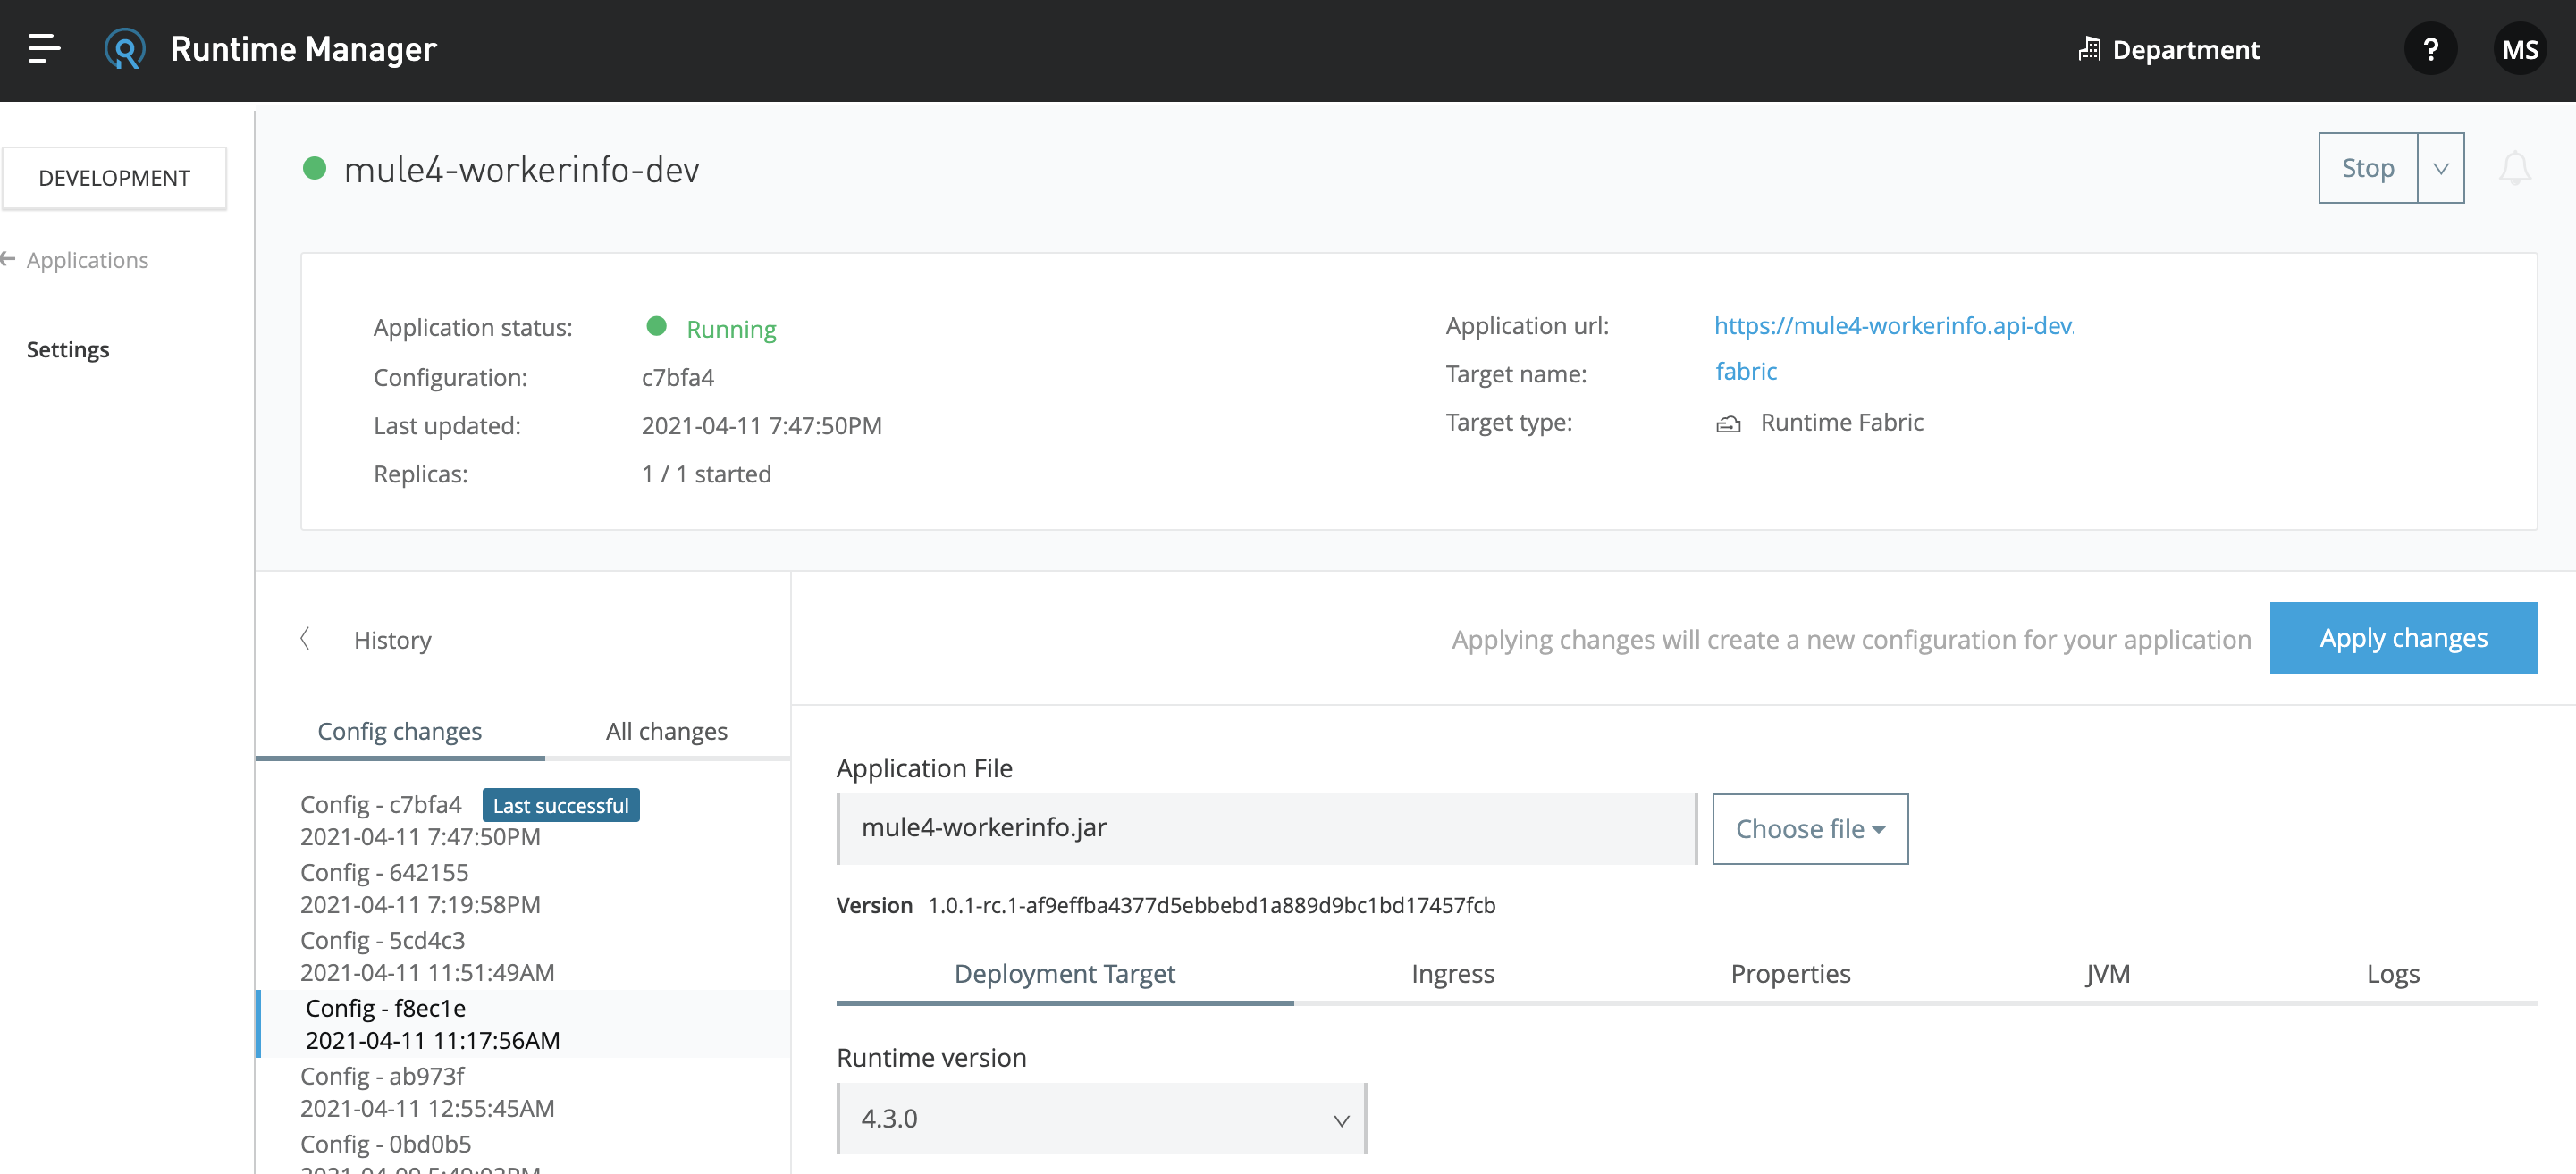 Runtime Manager
Department
?
MS
DEVELOPMENT
Applications
Settings
mule4-workerinfo-dev
Stop
Application status: Running
Configuration: c7bfa4
Last updated: 2021-04-11 7:47:50PM
Replicas: 1 / 1 started
Application url: https://mule4-workerinfo.api-dev.
Target name: fabric
Target type: Runtime Fabric
History
Config changes All changes
Config - c7bfa4 Last successful
2021-04-11 7:47:50PM
Config - 642155
2021-04-11 7:19:58PM
Config - 5cd4c3
2021-04-11 11:51:49AM
Config - f8ec1e
2021-04-11 11:17:56AM
Config - ab973f
2021-04-11 12:55:45AM
Config - 0bd0b5
2021-04-09 5:49:02PM
Applying changes will create a new configuration for your application
Apply changes
Application File
mule4-workerinfo.jar
Choose file
Version 1.0.1-rc.1-af9effba4377d5ebbebd1a889d9bc1bd17457fcb
Deployment Target Ingress Properties JVM Logs
Runtime version
4.3.0